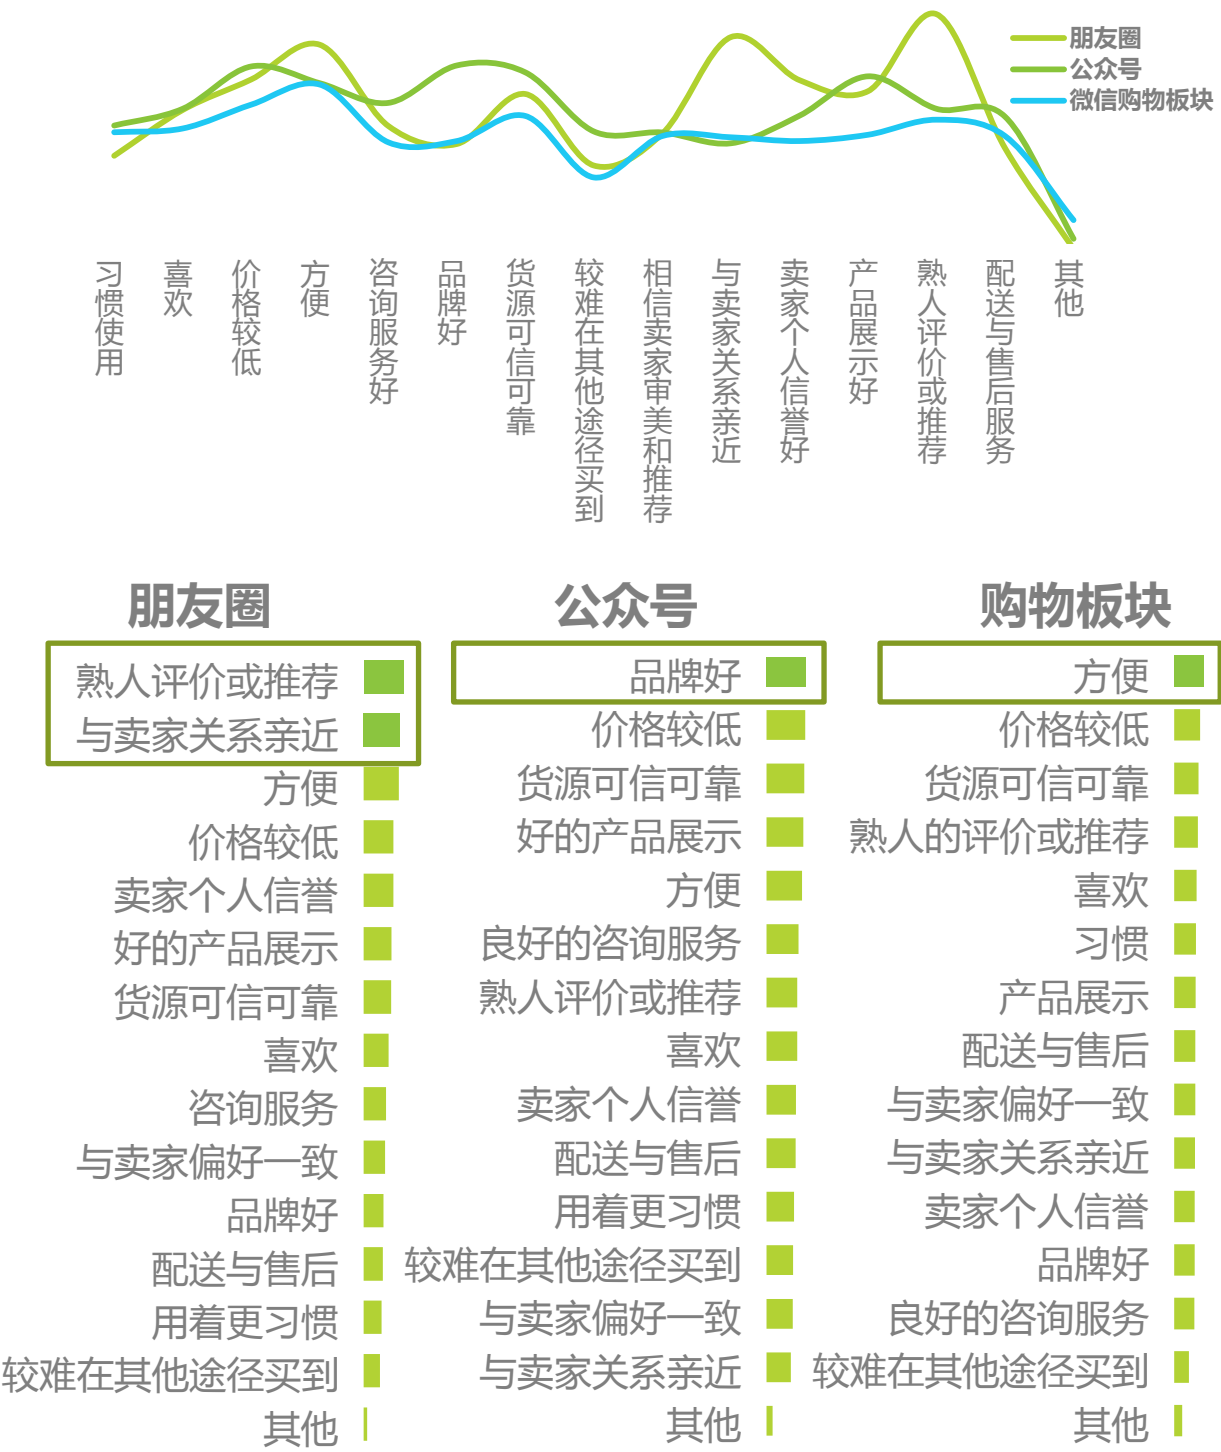 朋友圈
公众号
微信购物板块
习惯使用
喜欢
价格较低
方便
咨询服务好
品牌好
货源可信可靠
较难在其他途径买到
相信卖家审美和推荐
与卖家关系亲近
卖家个人信誉好
产品展示好
熟人评价或推荐
配送与售后服务
其他
朋友圈
熟人评价或推荐
与卖家关系亲近
方便
价格较低
卖家个人信誉
好的产品展示
货源可信可靠
喜欢
咨询服务
与卖家偏好一致
品牌好
配送与售后
用着更习惯
较难在其他途径买到
其他
公众号
品牌好
价格较低
货源可信可靠
好的产品展示
方便
良好的咨询服务
熟人评价或推荐
喜欢
卖家个人信誉
配送与售后
用着更习惯
较难在其他途径买到
与卖家偏好一致
与卖家关系亲近
其他
购物板块
方便
价格较低
货源可信可靠
熟人的评价或推荐
喜欢
习惯
产品展示
配送与售后
与卖家偏好一致
与卖家关系亲近
卖家个人信誉
品牌好
良好的咨询服务
较难在其他途径买到
其他